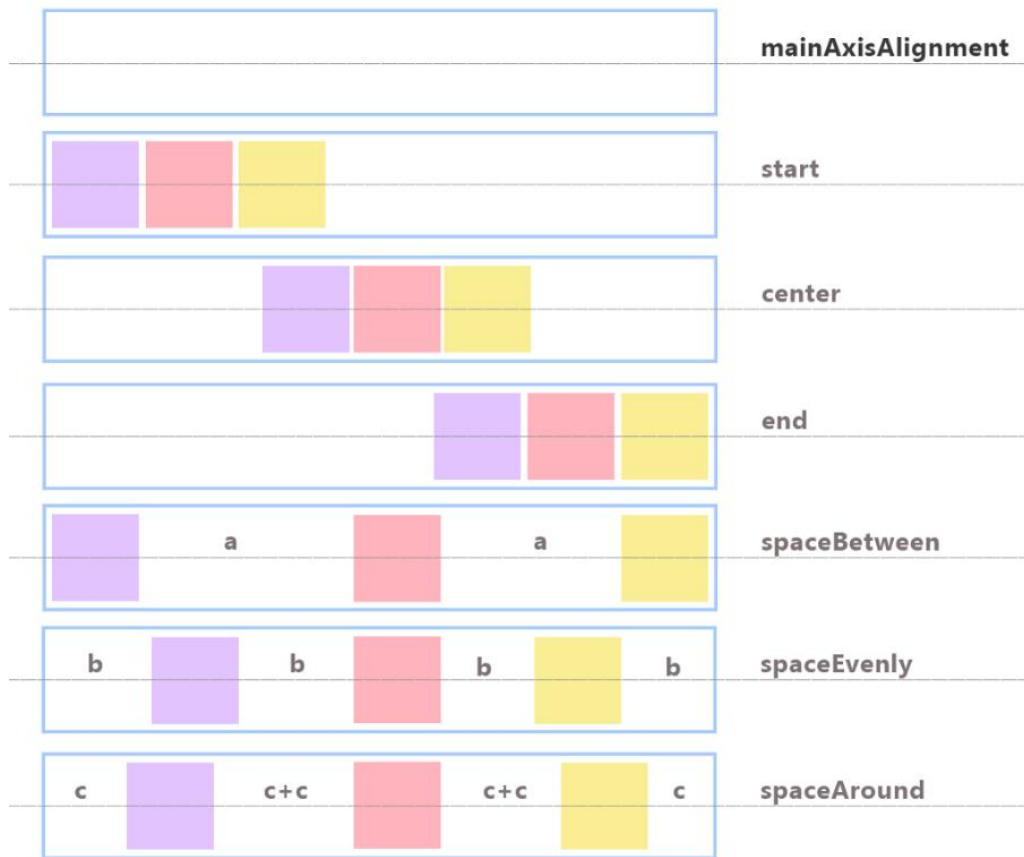 mainAxisAlignment
start
center
end
a a spaceBetween
b b b b spaceEvenly
c c+c c+c c spaceAround